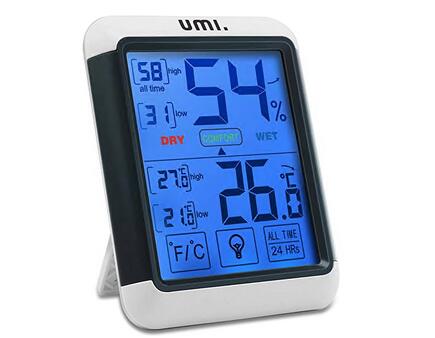 umi.
58 high 54 %
all time
31 low
DRY COMFORT WET
27.8 high 26.0 °C
21.6 low
°F/°C ALL TIME
24 HRs